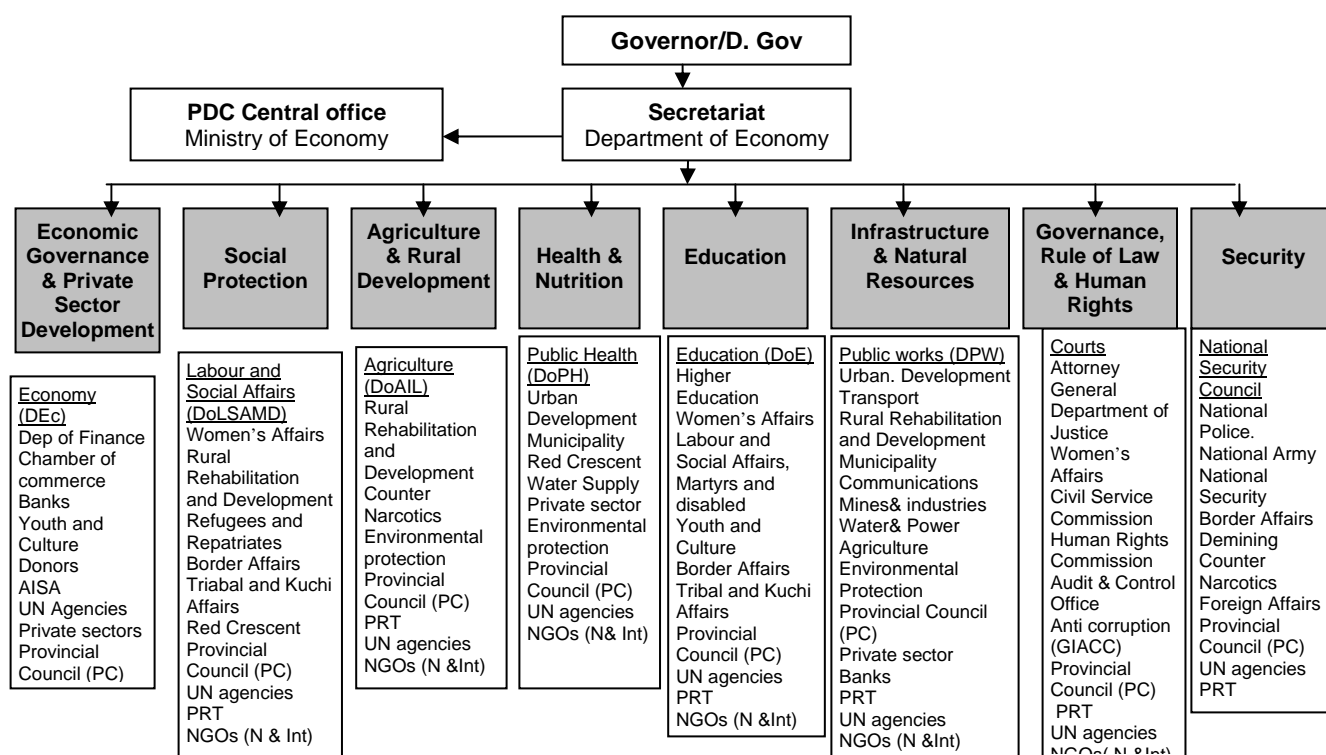 Governor/D. Gov
PDC Central office
Ministry of Economy
Secretariat
Department of Economy
Economic
Governance
& Private
Sector
Development
Social
Protection
Agriculture
& Rural
Development
Health &
Nutrition
Education
Infrastructure
& Natural
Resources
Governance,
Rule of Law
& Human
Rights
Security
Economy
(DEc)
Dep of Finance
Chamber of
commerce
Banks
Youth and
Culture
Donors
AISA
UN Agencies
Private sectors
Provincial
Council (PC)
Labour and
Social Affairs
(DoLSAMD)
Women's Affairs
Rural
Rehabilitation
and Development
Refugees and
Repatriates
Border Affairs
Triabal and Kuchi
Affairs
Red Crescent
Provincial
Council (PC)
UN agencies
PRT
NGOs (N & Int)
Agriculture
(DoAIL)
Rural
Rehabilitation
and
Development
Counter
Narcotics
Environmental
protection
Provincial
Council (PC)
PRT
UN agencies
NGOs (N &Int)
Public Health
(DoPH)
Urban
Development
Municipality
Red Crescent
Water Supply
Private sector
Environmental
protection
Provincial
Council (PC)
UN agencies
NGOs (N& Int)
Education (DoE)
Higher
Education
Women's Affairs
Labour and
Social Affairs,
Martyrs and
disabled
Youth and
Culture
Border Affairs
Tribal and Kuchi
Affairs
Provincial
Council (PC)
UN agencies
PRT
NGOs (N &Int)
Public works (DPW)
Urban. Development
Transport
Rural Rehabilitation
and Development
Municipality
Communications
Mines& industries
Water& Power
Agriculture
Environmental
Protection
Provincial Council
(PC)
Private sector
Banks
PRT
UN agencies
NGOs (N & Int)
Courts
Attorney
General
Department of
Justice
Women's
Affairs
Civil Service
Commission
Human Rights
Commission
Audit & Control
Office
Anti corruption
(GIACC)
Provincial
Council (PC)
PRT
UN agencies
NGOs( N &Int)
National
Security
Council
National
Police.
National Army
National
Security
Border Affairs
Demining
Counter
Narcotics
Foreign Affairs
Provincial
Council (PC)
UN agencies
PRT